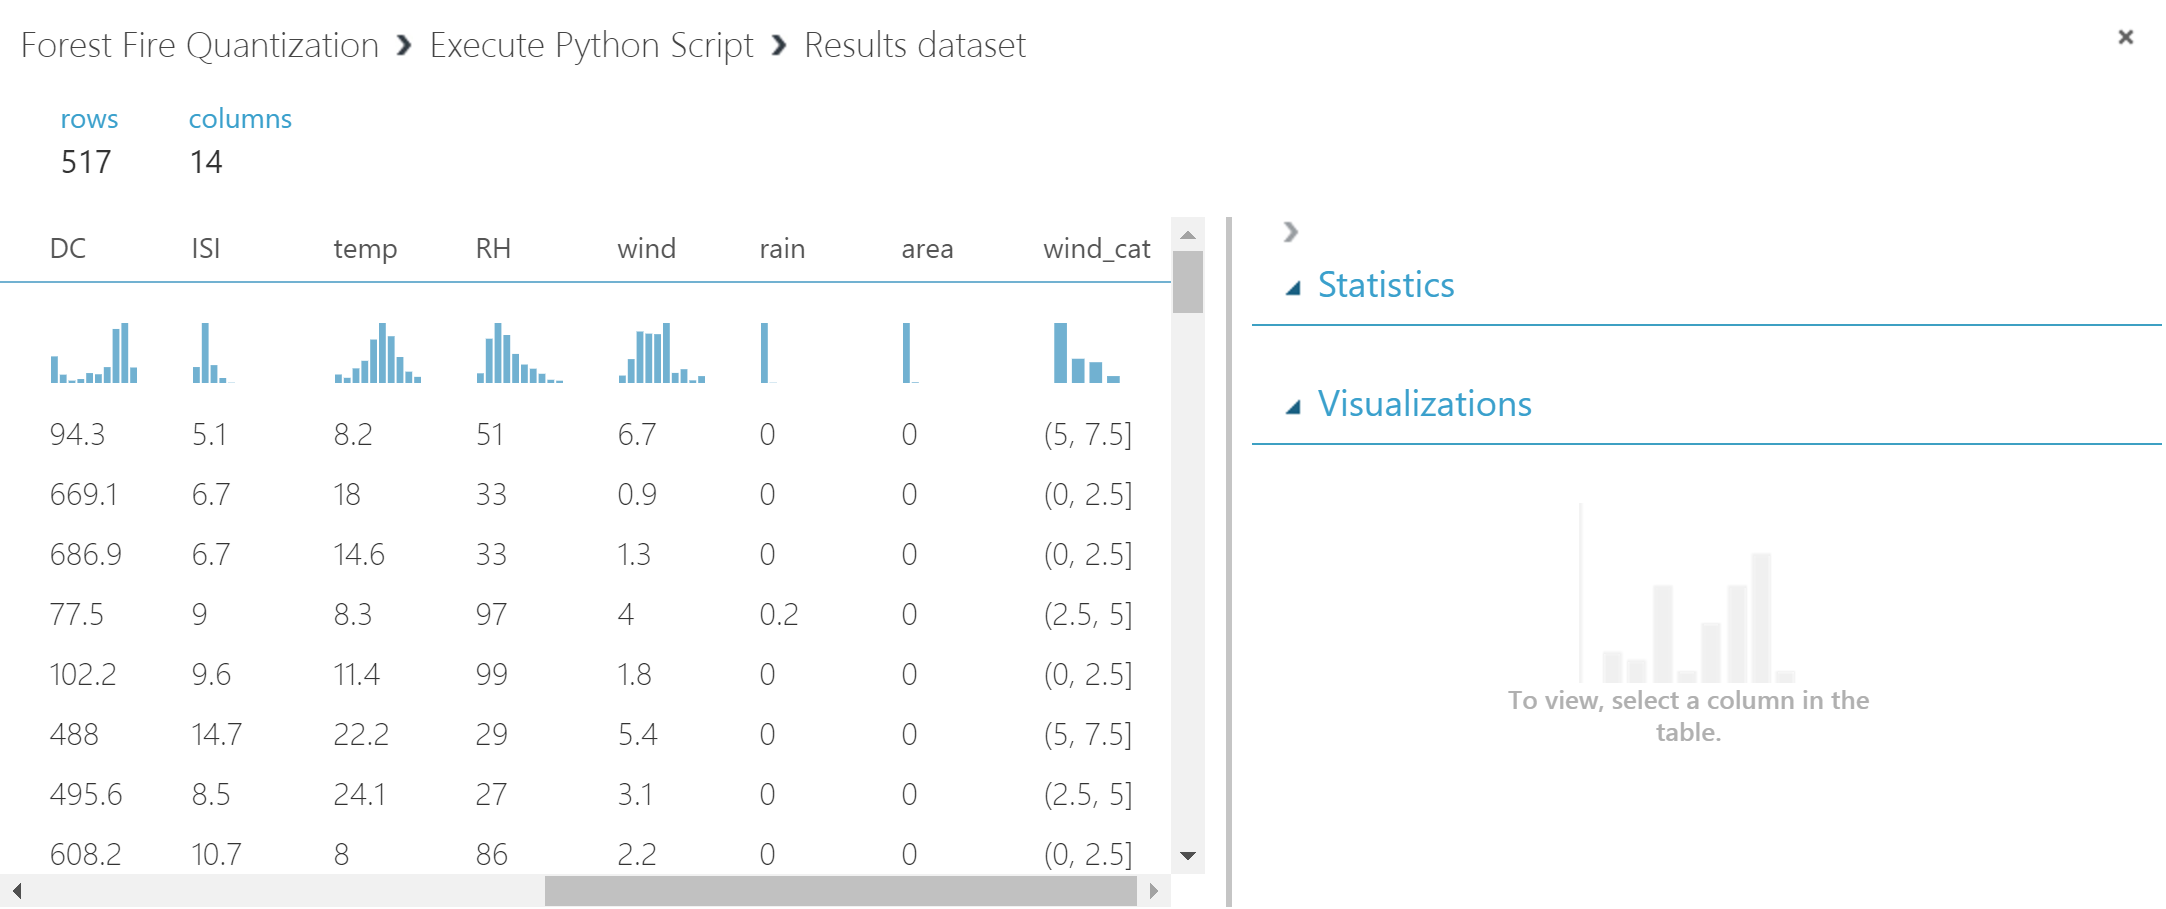 Forest Fire Quantization › Execute Python Script › Results dataset
rows columns
517 14
DC ISI temp RH wind rain area wind_cat
94.3 5.1 8.2 51 6.7 0 0 (5, 7.5]
669.1 6.7 18 33 0.9 0 0 (0, 2.5]
686.9 6.7 14.6 33 1.3 0 0 (0, 2.5]
77.5 9 8.3 97 4 0.2 0 (2.5, 5]
102.2 9.6 11.4 99 1.8 0 0 (0, 2.5]
488 14.7 22.2 29 5.4 0 0 (5, 7.5]
495.6 8.5 24.1 27 3.1 0 0 (2.5, 5]
608.2 10.7 8 86 2.2 0 0 (0, 2.5]
Statistics
Visualizations
To view, select a column in the
table.